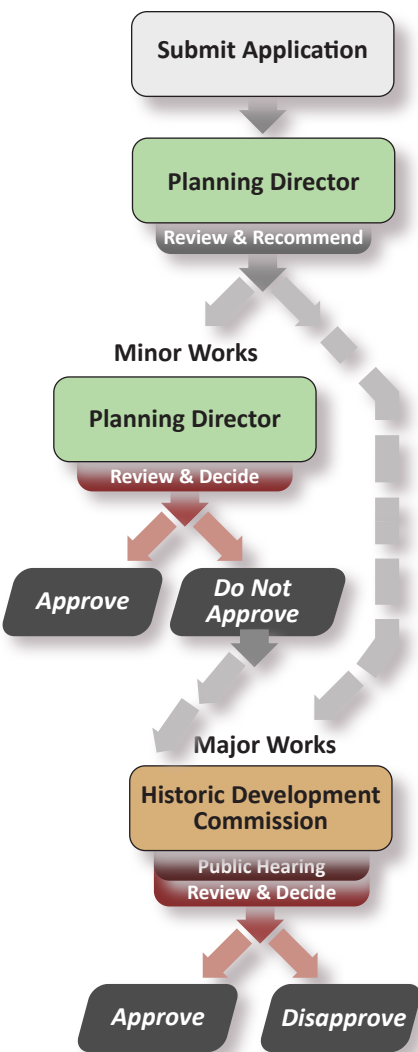 Submit Application
Planning Director
Review & Recommend
Minor Works
Planning Director
Review & Decide
Approve
Do Not
Approve
Major Works
Historic Development
Commission
Public Hearing
Review & Decide
Approve
Disapprove